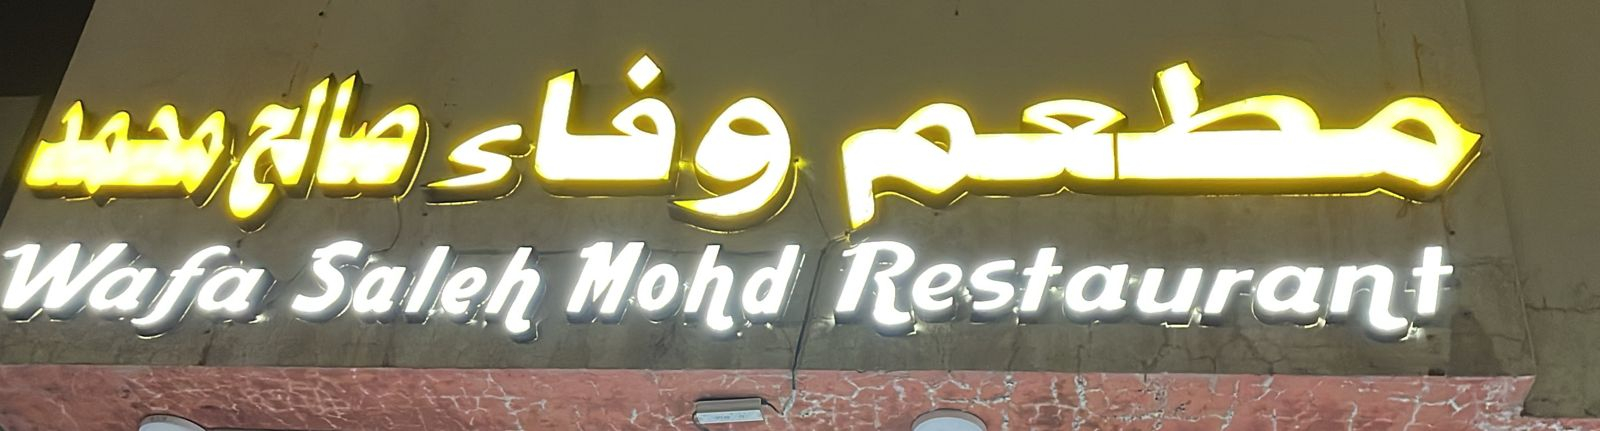 مطعم وفاء صالح محمد
Wafa Saleh Mohd Restaurant